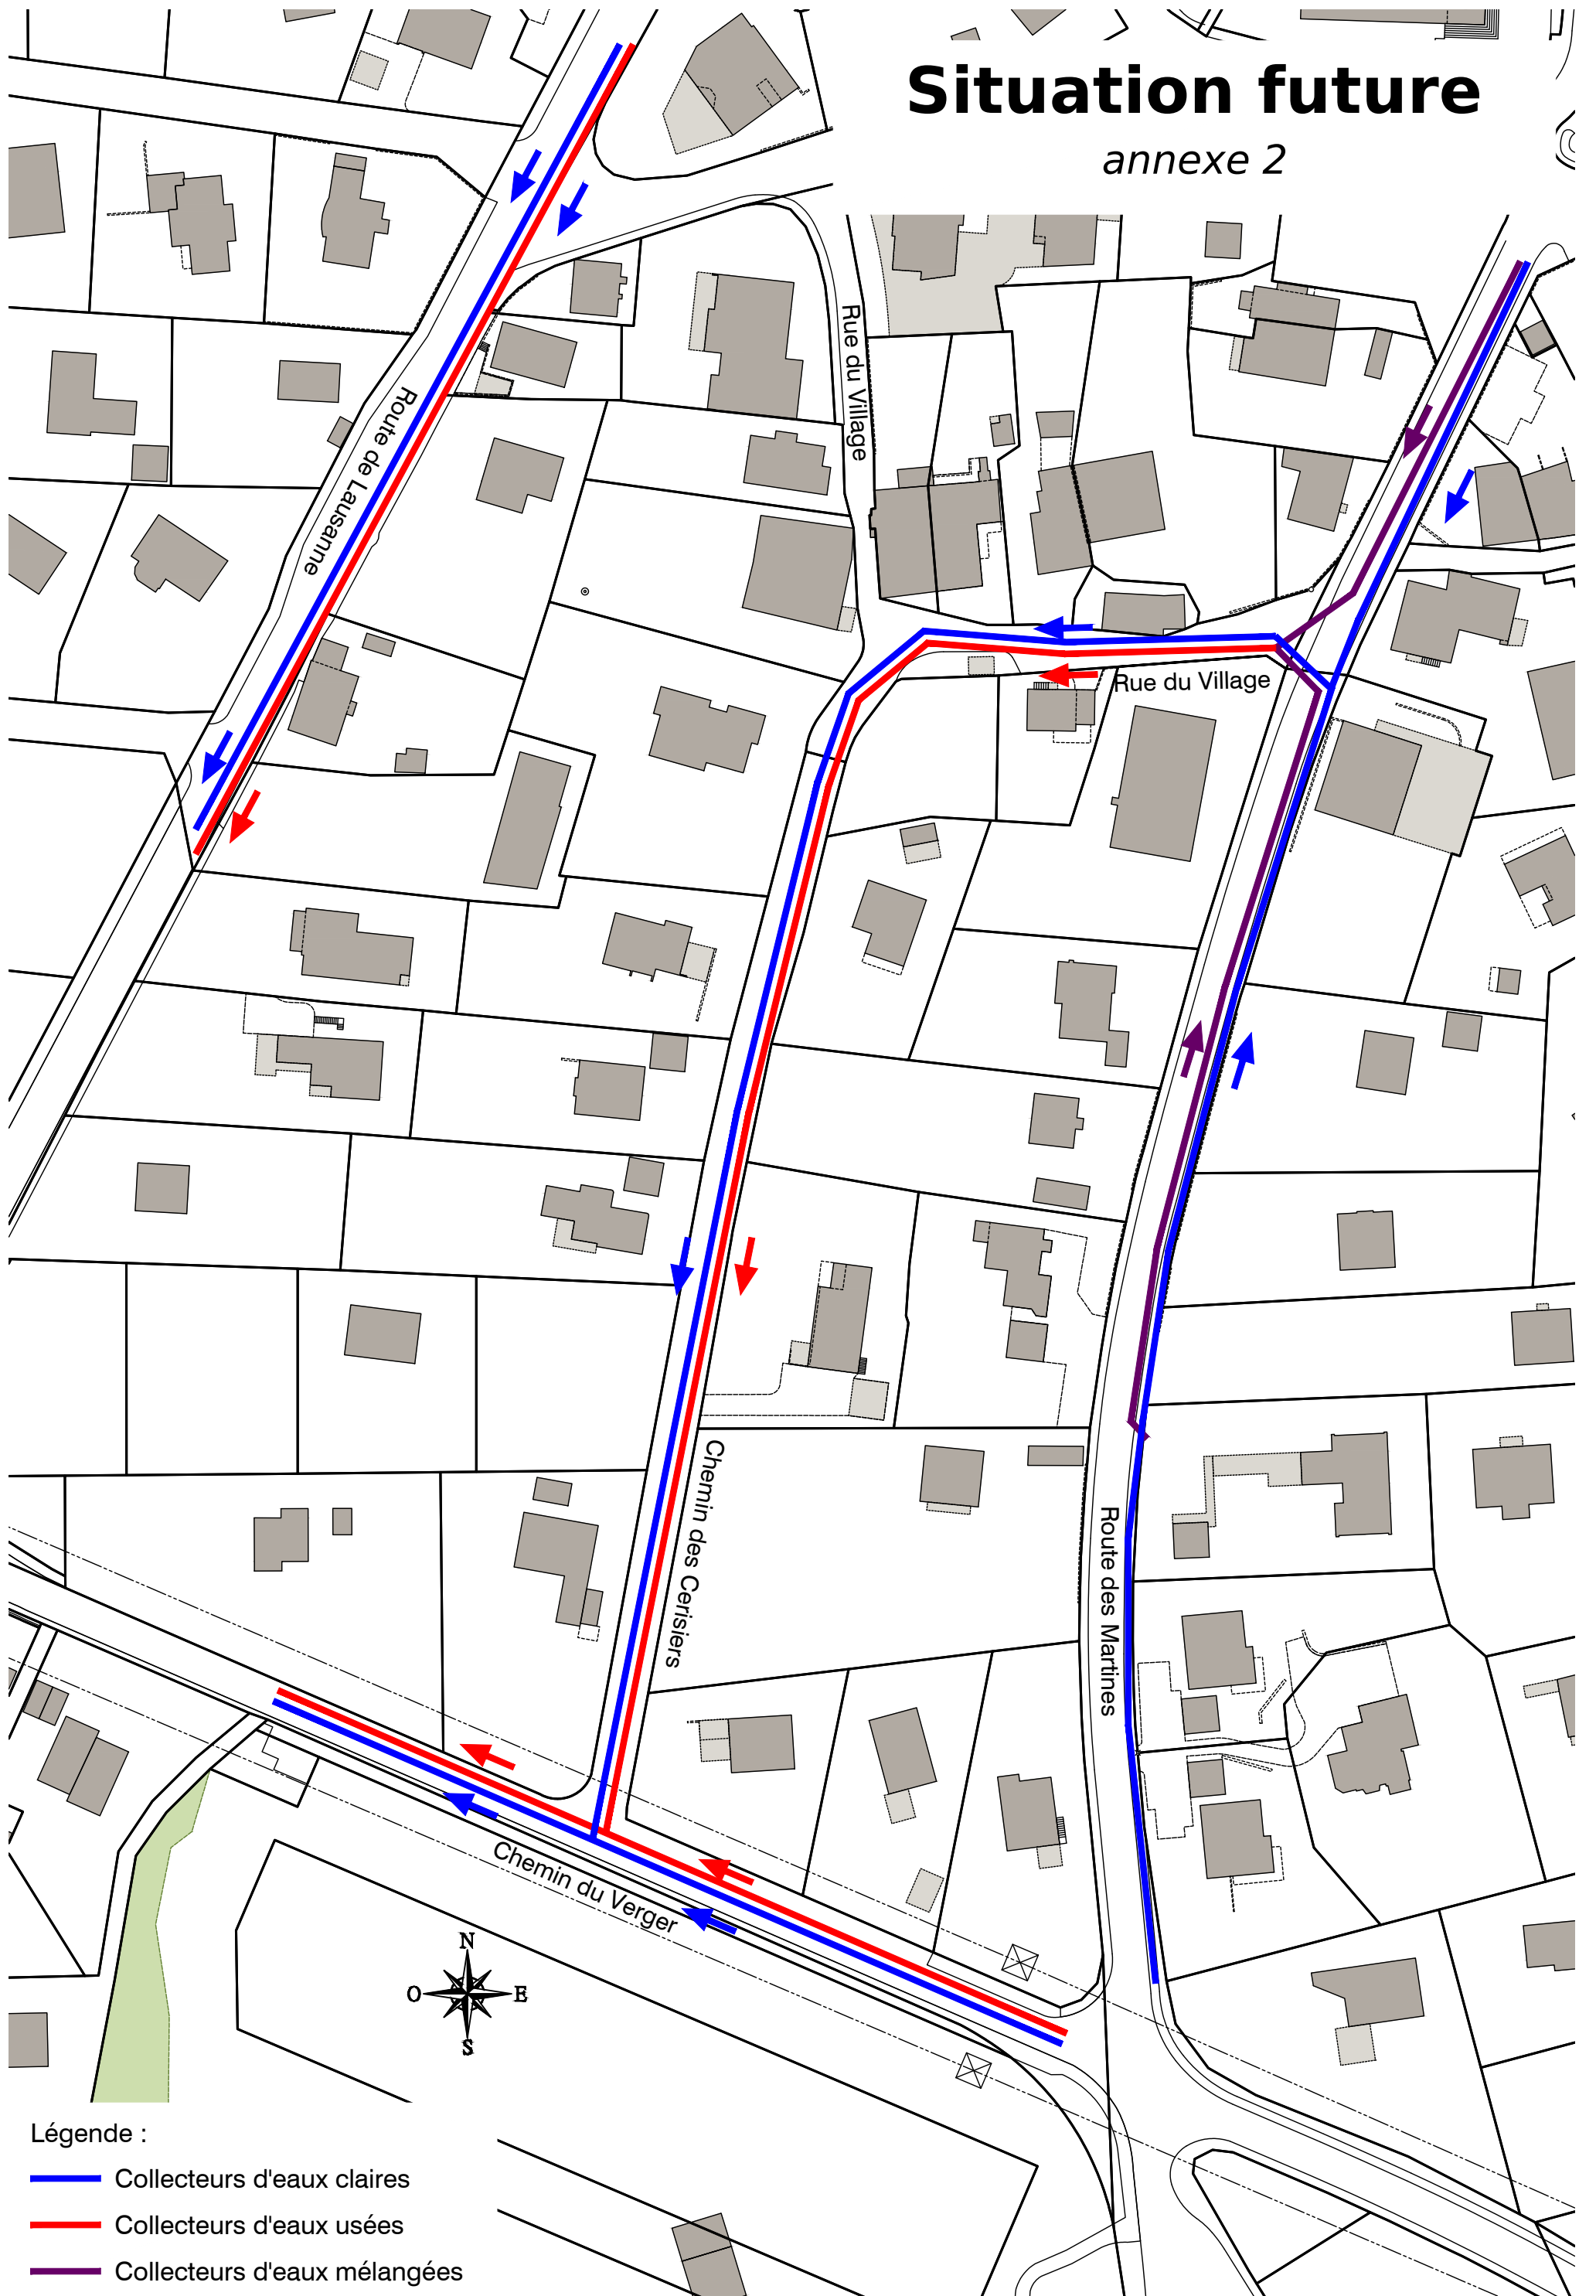 Situation future
annexe 2
Rue du Village
Route de Lausanne
Rue du Village
Chemin des Cerisiers
Route des Martines
Chemin du Verger
N
O E
S
Légende :
Collecteurs d'eaux claires
Collecteurs d'eaux usées
Collecteurs d'eaux mélangées